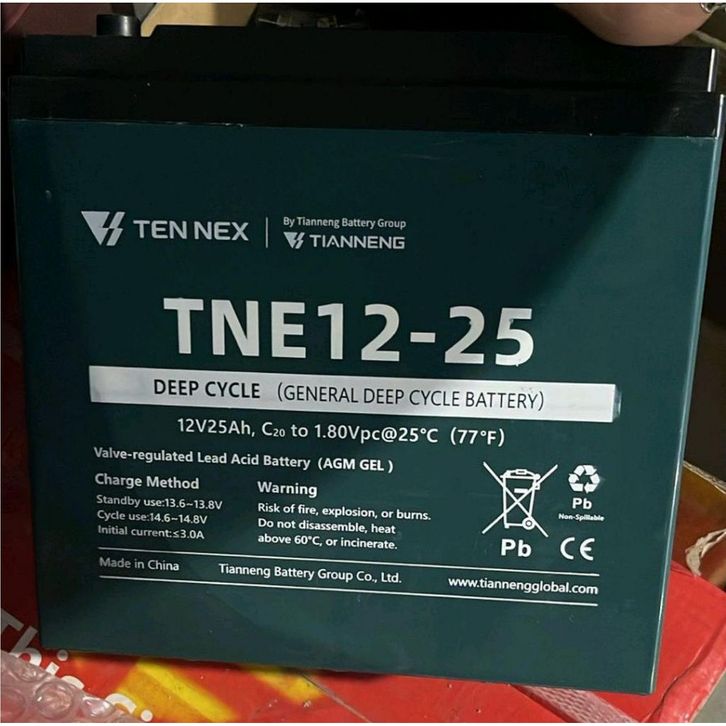 TENNEX
By Tianneng Battery Group
TIANNENG
TNE12-25
DEEP CYCLE (GENERAL DEEP CYCLE BATTERY)
12V25Ah, C20 to 1.80Vpc@25°C (77°F)
Valve-regulated Lead Acid Battery (AGM GEL)
Charge Method
Standby use:13.6~13.8V
Cycle use:14.6~14.8V
Initial current:≤3.0A
Warning
Risk of fire, explosion, or burns.
Do not disassemble, heat
above 60°C, or incinerate.
Pb
Pb
Non-Spillable
CE
Made in China
Tianneng Battery Group Co., Ltd.
www.tiannengglobal.com